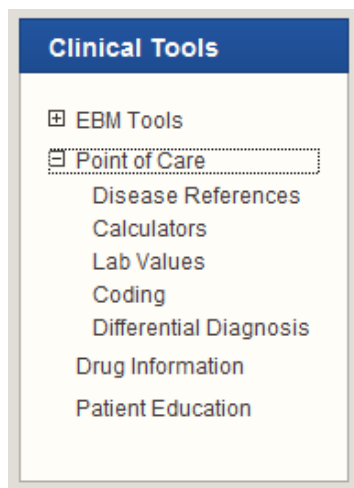 Clinical Tools
EBM Tools
Point of Care
Disease References
Calculators
Lab Values
Coding
Differential Diagnosis
Drug Information
Patient Education